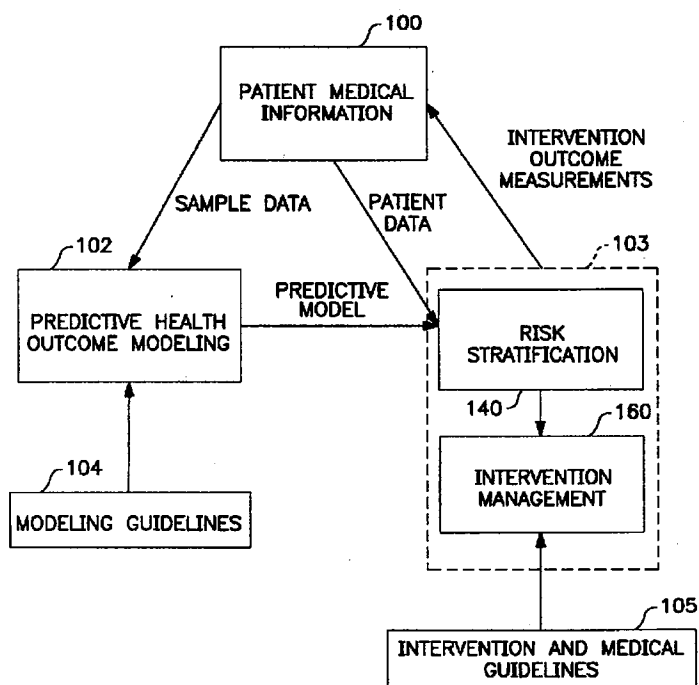 100
PATIENT MEDICAL
INFORMATION
INTERVENTION
OUTCOME
MEASUREMENTS
SAMPLE DATA
PATIENT
DATA
102
103
PREDICTIVE HEALTH
OUTCOME MODELING
PREDICTIVE
MODEL
RISK
STRATIFICATION
140
160
104
INTERVENTION
MANAGEMENT
MODELING GUIDELINES
105
INTERVENTION AND MEDICAL
GUIDELINES